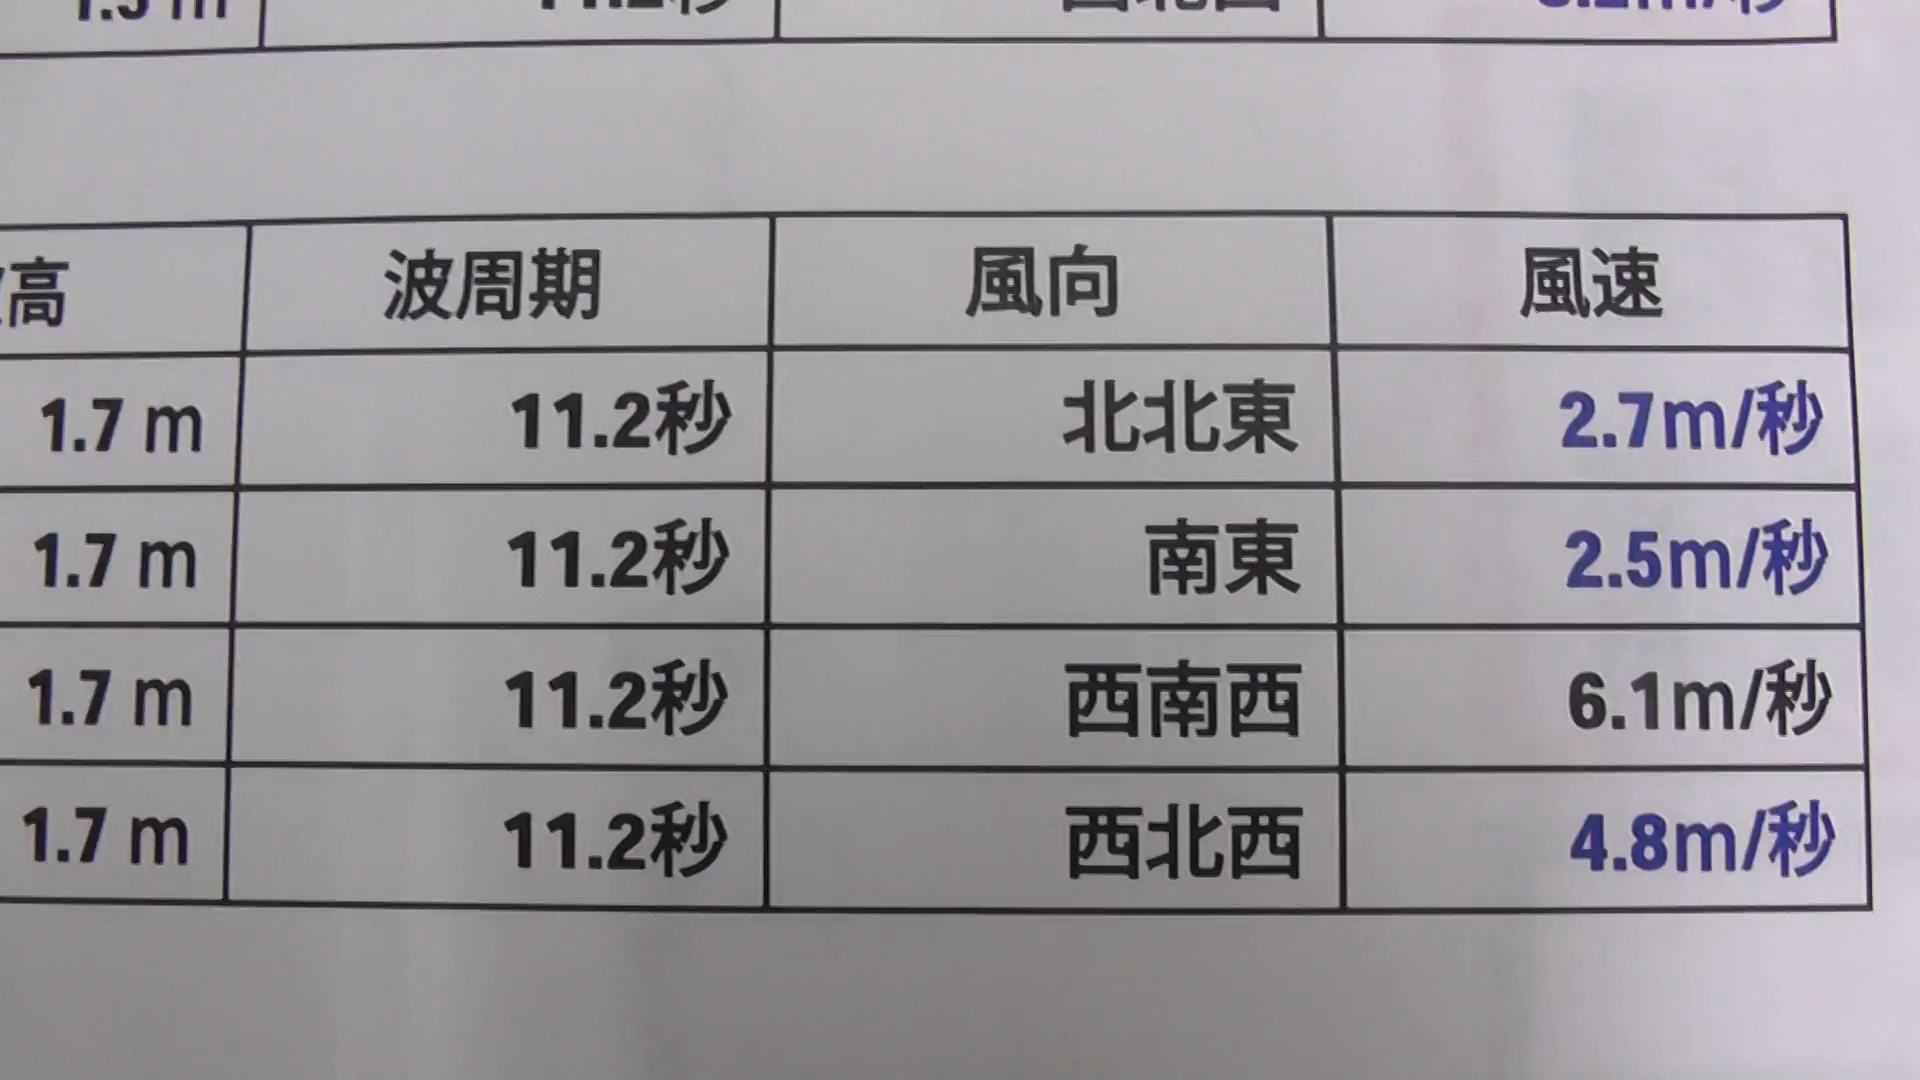 高 波周期 風向 風速
1.7 m 11.2秒 北北東 2.7m/秒
1.7 m 11.2秒 南東 2.5m/秒
1.7 m 11.2秒 西南西 6.1m/秒
1.7 m 11.2秒 西北西 4.8m/秒